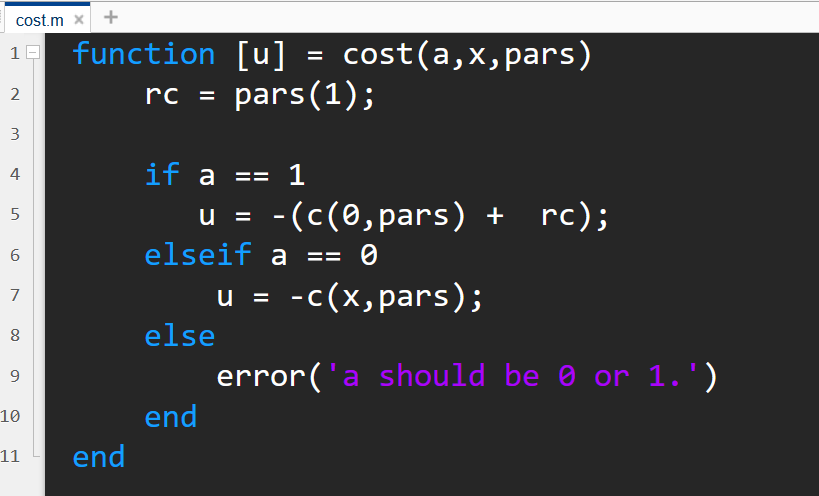 cost.m × +
1 function [u] = cost(a,x,pars)
2 rc = pars(1);
3
4 if a == 1
5 u = -(c(0,pars) +  rc);
6 elseif a == 0
7 u = -c(x,pars);
8 else
9 error('a should be 0 or 1.')
10 end
11 end